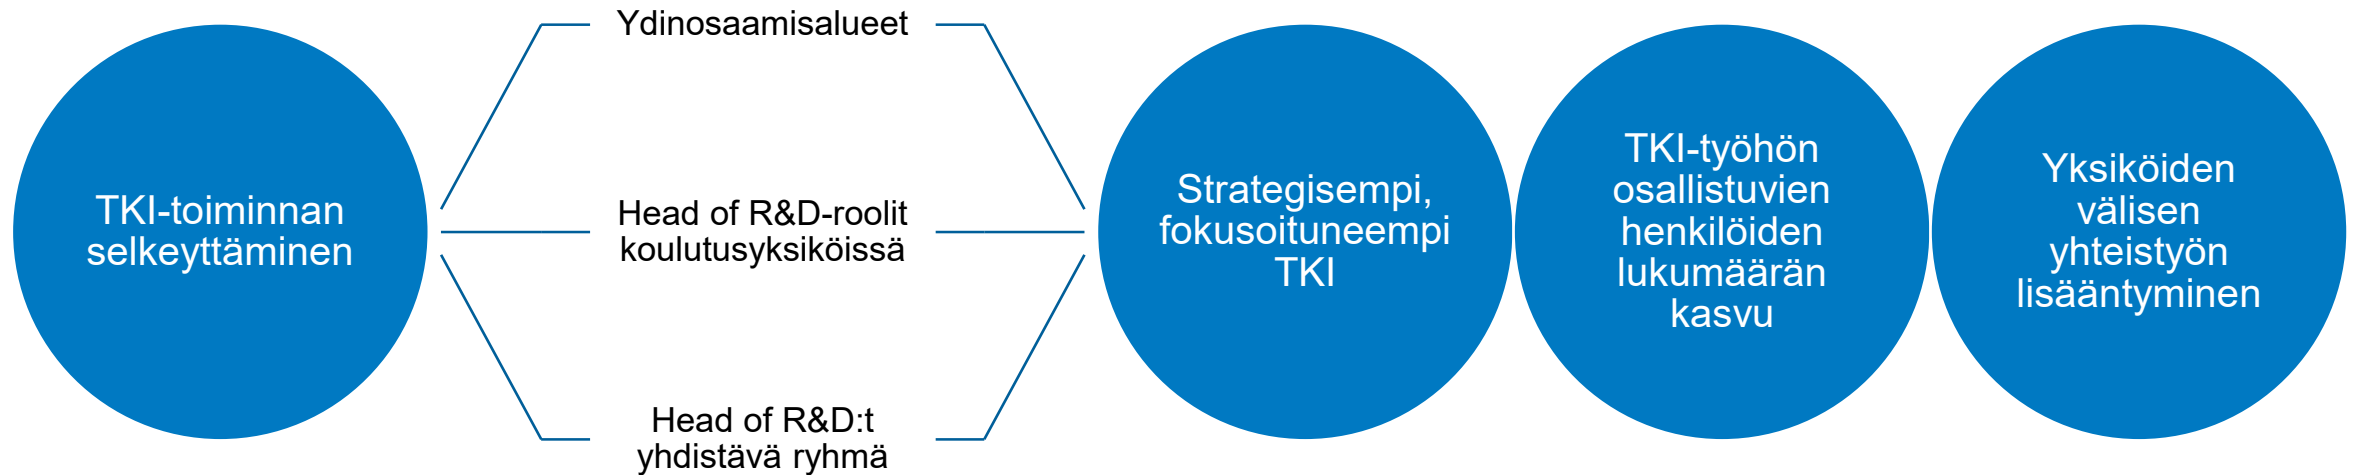 TKI-toiminnan
selkeyttäminen
Ydinosaamisalueet
Head of R&D-roolit
koulutusyksiköissä
Head of R&D:t
yhdistävä ryhmä
Strategisempi,
fokusoituneempi
TKI
TKI-työhön
osallistuvien
henkilöiden
lukumäärän
kasvu
Yksiköiden
välisen
yhteistyön
lisääntyminen